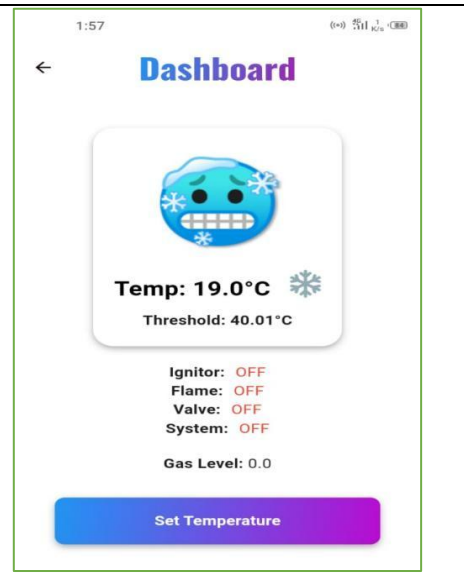 1:57
Dashboard
Temp: 19.0°C
Threshold: 40.01°C
Ignitor: OFF
Flame: OFF
Valve: OFF
System: OFF
Gas Level: 0.0
Set Temperature